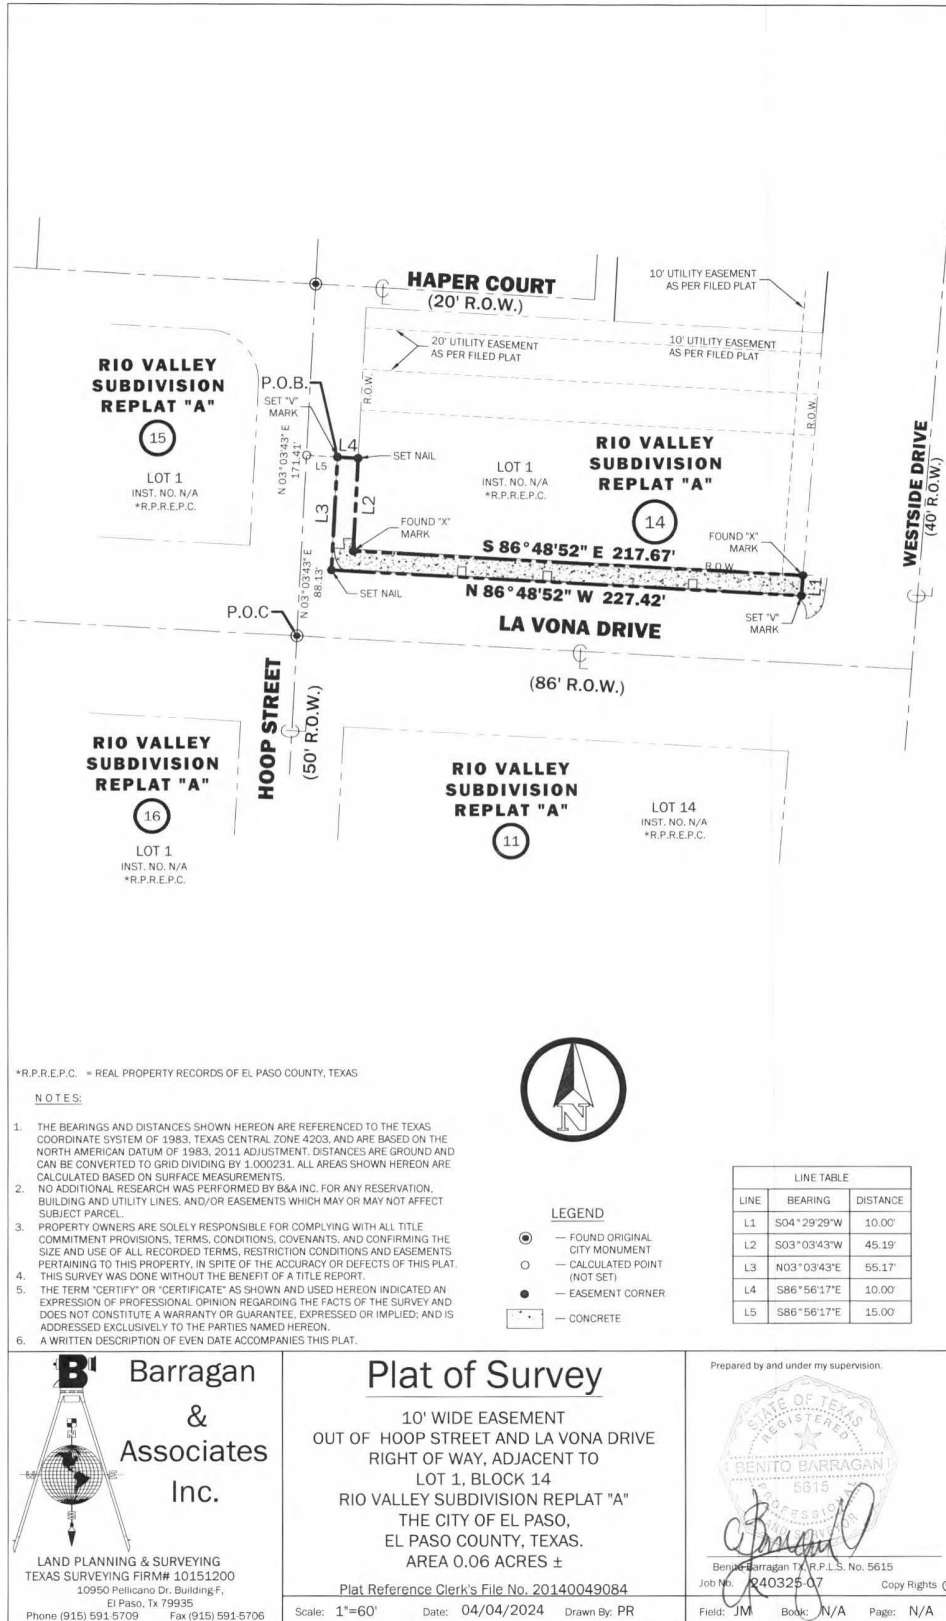 HAPER COURT
(20' R.O.W.)
10' UTILITY EASEMENT
AS PER FILED PLAT
20' UTILITY EASEMENT
AS PER FILED PLAT
10' UTILITY EASEMENT
AS PER FILED PLAT
RIO VALLEY
SUBDIVISION
REPLAT "A"
15
LOT 1
INST. NO. N/A
*R.P.R.E.P.C.
P.O.B.
SET "V"
MARK
R.O.W.
R.O.W.
N 03°03'43" E
171.41'
L5
L4
SET NAIL
L3
L2
LOT 1
INST. NO. N/A
*R.P.R.E.P.C.
RIO VALLEY
SUBDIVISION
REPLAT "A"
14
WESTSIDE DRIVE
(40' R.O.W.)
FOUND "X"
MARK
FOUND "X"
MARK
S 86°48'52" E 217.67'
R.O.W.
L1
N 03°03'43" E
88.13'
SET NAIL
N 86°48'52" W 227.42'
SET "V"
MARK
P.O.C
LA VONA DRIVE
(86' R.O.W.)
HOOP STREET
(50' R.O.W.)
RIO VALLEY
SUBDIVISION
REPLAT "A"
16
LOT 1
INST. NO. N/A
*R.P.R.E.P.C.
RIO VALLEY
SUBDIVISION
REPLAT "A"
11
LOT 14
INST. NO. N/A
*R.P.R.E.P.C.
N
*R.P.R.E.P.C. = REAL PROPERTY RECORDS OF EL PASO COUNTY, TEXAS
NOTES:
1. THE BEARINGS AND DISTANCES SHOWN HEREON ARE REFERENCED TO THE TEXAS
COORDINATE SYSTEM OF 1983, TEXAS CENTRAL ZONE 4203, AND ARE BASED ON THE
NORTH AMERICAN DATUM OF 1983, 2011 ADJUSTMENT. DISTANCES ARE GROUND AND
CAN BE CONVERTED TO GRID DIVIDING BY 1.000231. ALL AREAS SHOWN HEREON ARE
CALCULATED BASED ON SURFACE MEASUREMENTS.
2. NO ADDITIONAL RESEARCH WAS PERFORMED BY B&A INC. FOR ANY RESERVATION,
BUILDING AND UTILITY LINES, AND/OR EASEMENTS WHICH MAY OR MAY NOT AFFECT
SUBJECT PARCEL.
3. PROPERTY OWNERS ARE SOLELY RESPONSIBLE FOR COMPLYING WITH ALL TITLE
COMMITMENT PROVISIONS, TERMS, CONDITIONS, COVENANTS, AND CONFIRMING THE
SIZE AND USE OF ALL RECORDED TERMS, RESTRICTION CONDITIONS AND EASEMENTS
PERTAINING TO THIS PROPERTY, IN SPITE OF THE ACCURACY OR DEFECTS OF THIS PLAT.
4. THIS SURVEY WAS DONE WITHOUT THE BENEFIT OF A TITLE REPORT.
5. THE TERM "CERTIFY" OR "CERTIFICATE" AS SHOWN AND USED HEREON INDICATED AN
EXPRESSION OF PROFESSIONAL OPINION REGARDING THE FACTS OF THE SURVEY AND
DOES NOT CONSTITUTE A WARRANTY OR GUARANTEE, EXPRESSED OR IMPLIED; AND IS
ADDRESSED EXCLUSIVELY TO THE PARTIES NAMED HEREON.
6. A WRITTEN DESCRIPTION OF EVEN DATE ACCOMPANIES THIS PLAT.
LEGEND
— FOUND ORIGINAL
CITY MONUMENT
— CALCULATED POINT
(NOT SET)
— EASEMENT CORNER
— CONCRETE
LINE TABLE
LINE BEARING DISTANCE
L1 S04°29'29"W 10.00'
L2 S03°03'43"W 45.19'
L3 N03°03'43"E 55.17'
L4 S86°56'17"E 10.00'
L5 S86°56'17"E 15.00'
B
Barragan
&
Associates
Inc.
LAND PLANNING & SURVEYING
TEXAS SURVEYING FIRM# 10151200
10950 Pellicano Dr. Building-F,
El Paso, Tx 79935
Phone (915) 591-5709 Fax (915) 591-5706
Plat of Survey
10' WIDE EASEMENT
OUT OF HOOP STREET AND LA VONA DRIVE
RIGHT OF WAY, ADJACENT TO
LOT 1, BLOCK 14
RIO VALLEY SUBDIVISION REPLAT "A"
THE CITY OF EL PASO,
EL PASO COUNTY, TEXAS.
AREA 0.06 ACRES ±
Plat Reference Clerk's File No. 20140049084
Scale: 1"=60' Date: 04/04/2024 Drawn By: PR
Prepared by and under my supervision.
STATE OF TEXAS
REGISTERED
BENITO BARRAGAN
5615
PROFESSIONAL
Benito Barragan TX. R.P.L.S. No. 5615
Job No. 240325-07 Copy Rights ©
Field: JM Book: N/A Page: N/A